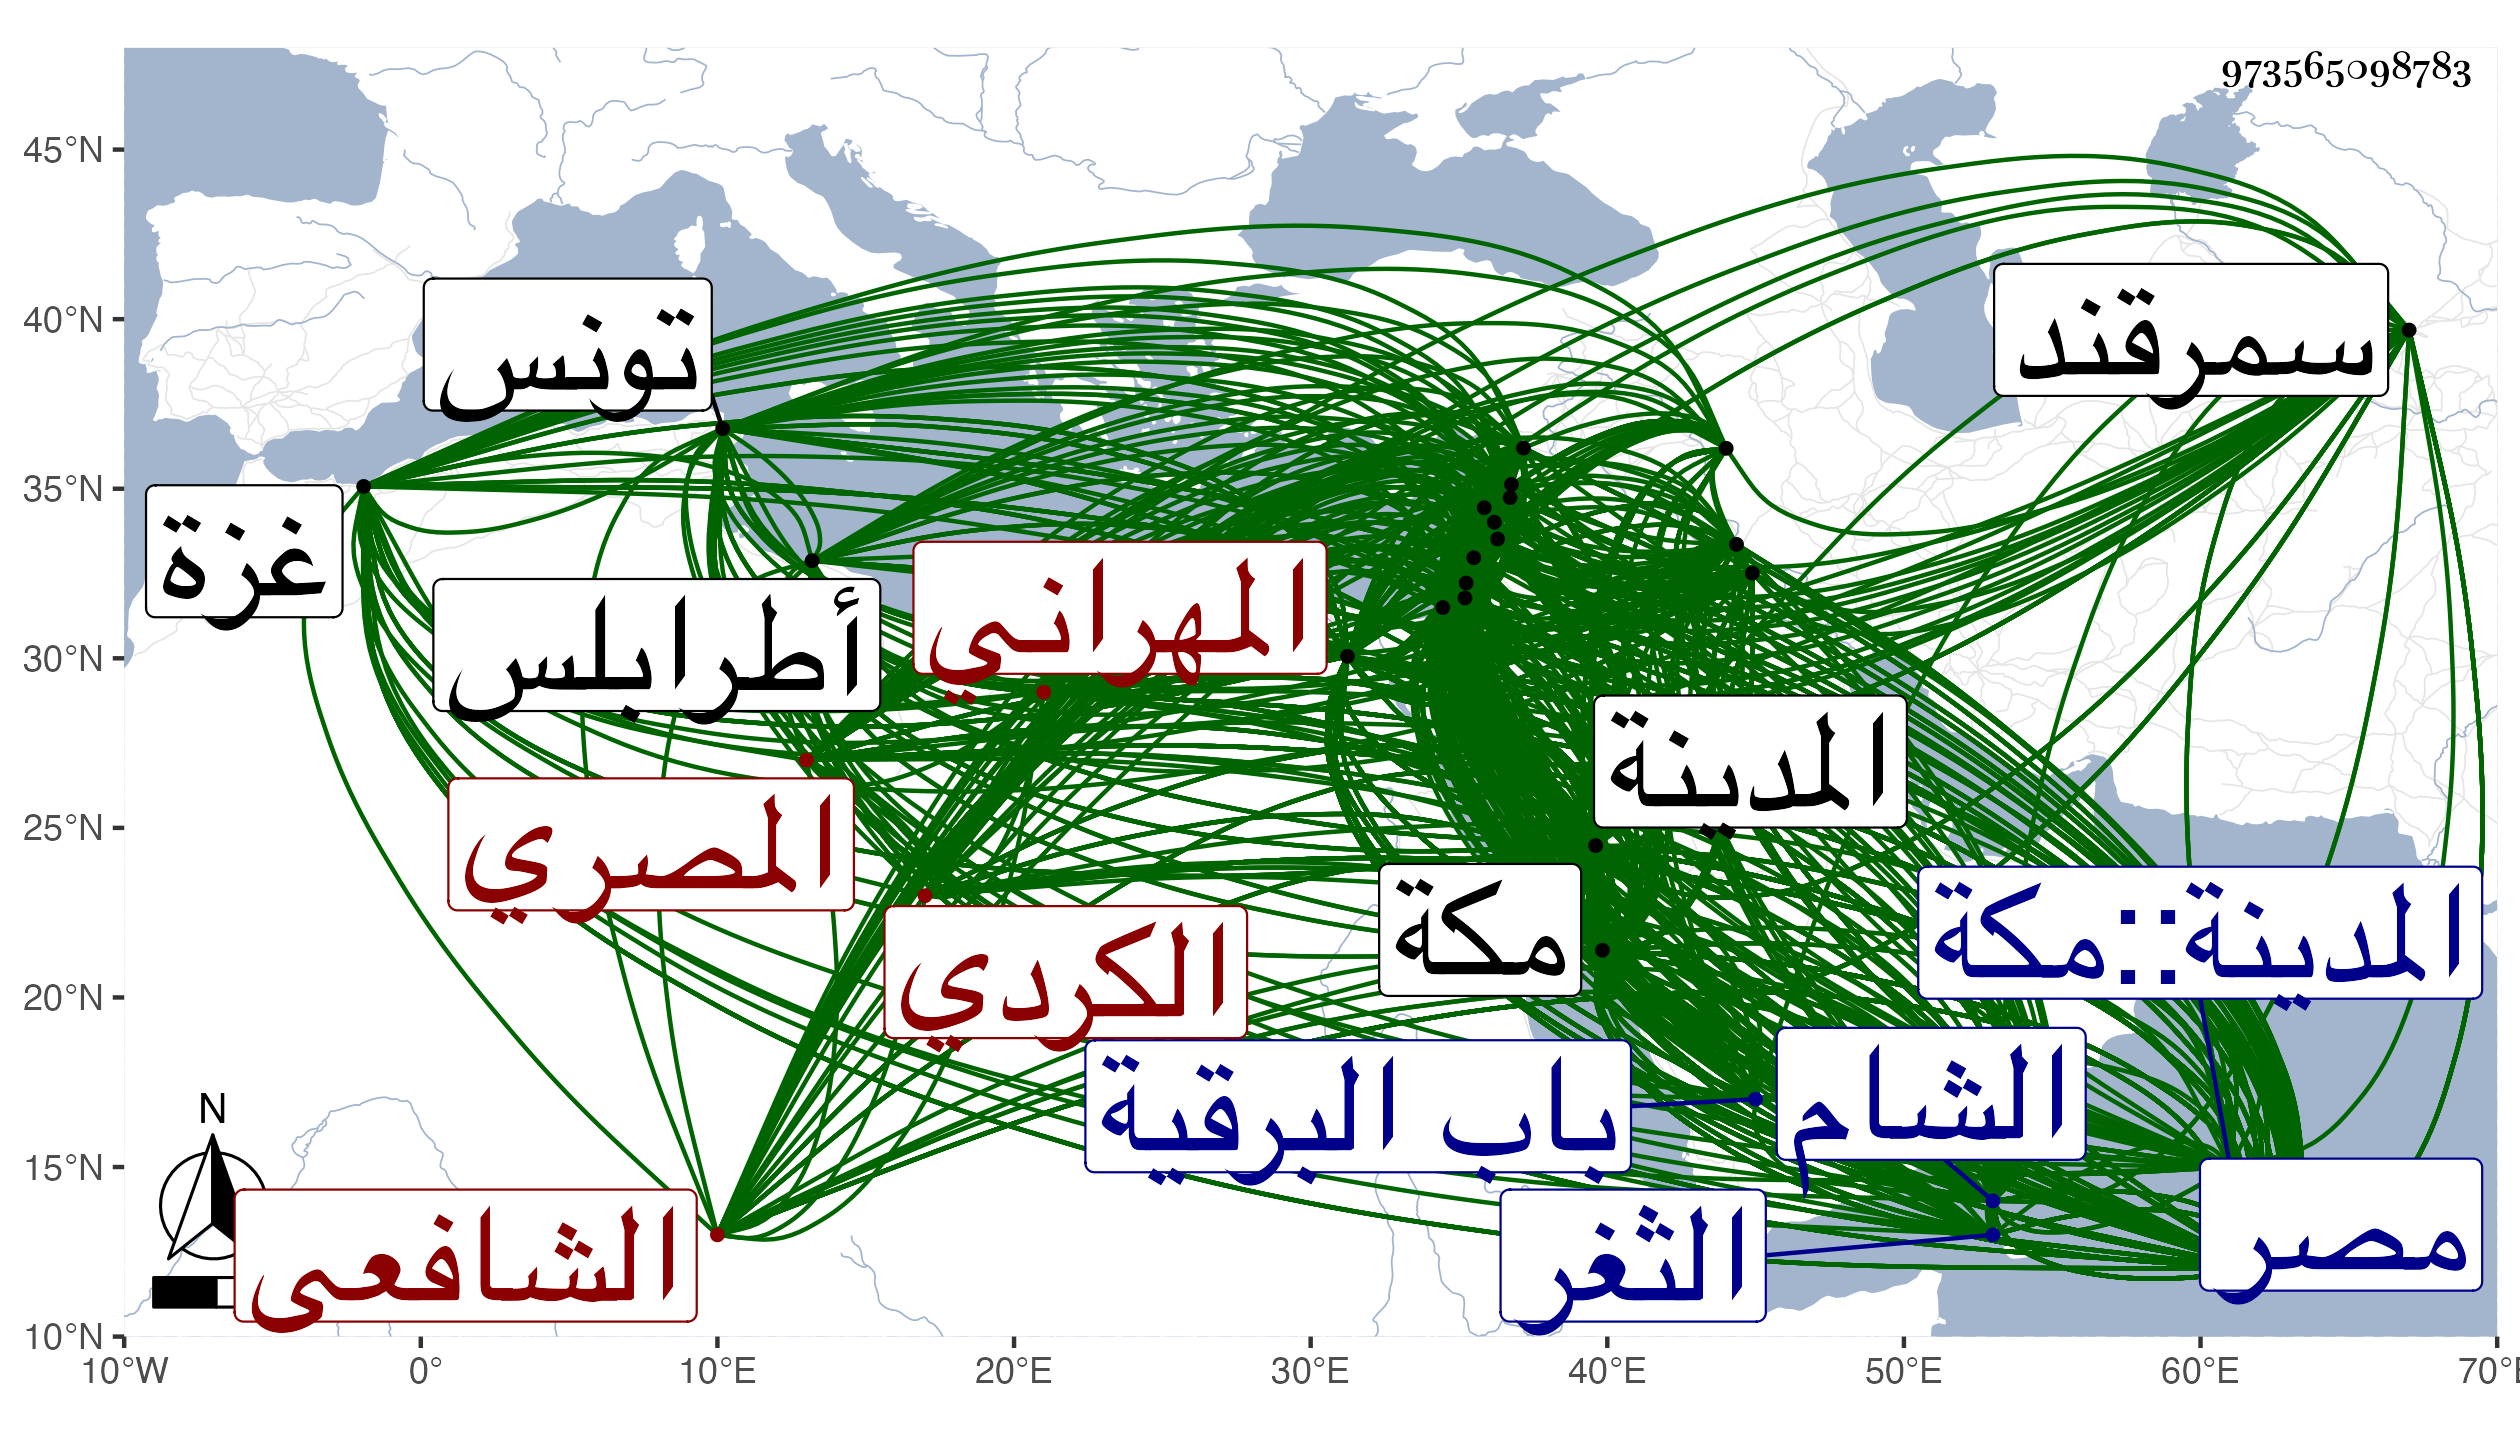 973565098783
45°N
40°N
35°N
30°N
25°N
20°N
15°N
10°N
10°W 0° 10°E 20°E 30°E 40°E 50°E 60°E 70°E
تونس
سمرقند
غزة
المهراني
أطرابلس
المدينة
المصري
مكة
المدينة::مكة
الكردي
الشام
باب البرقية
مصر
الثغر
الشافعى
N